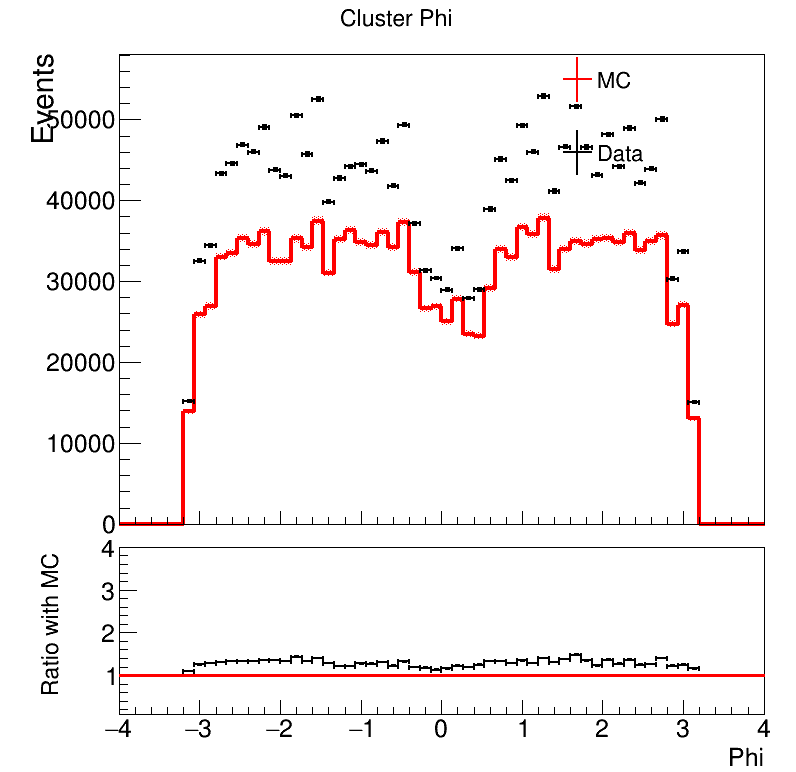 Cluster Phi
Events
50000
40000
30000
20000
10000
0
MC
Data
Ratio with MC
4
3
2
1
−4 −3 −2 −1 0 1 2 3 4
Phi